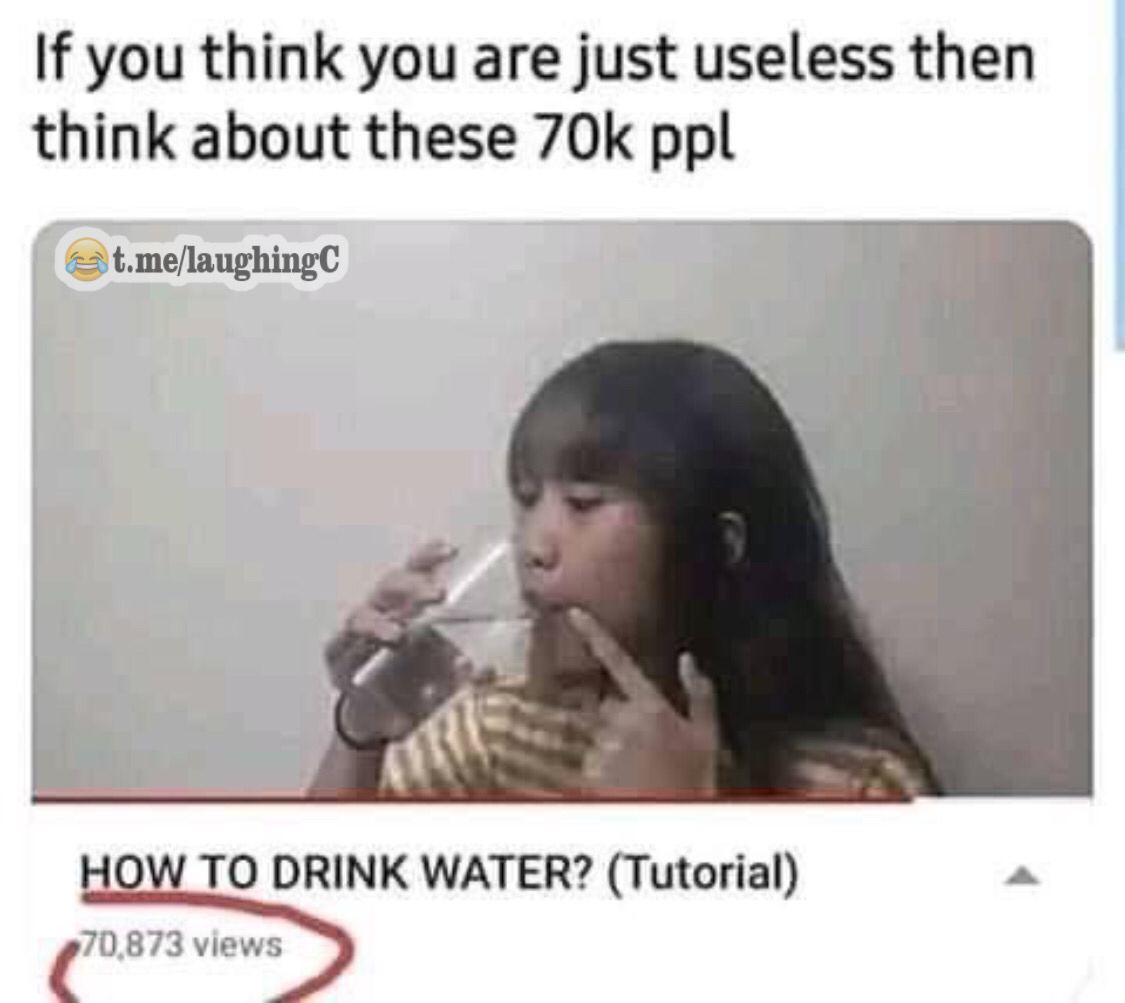 If you think you are just useless then
think about these 70k ppl
t.me/laughingC
HOW TO DRINK WATER? (Tutorial)
70,873 views